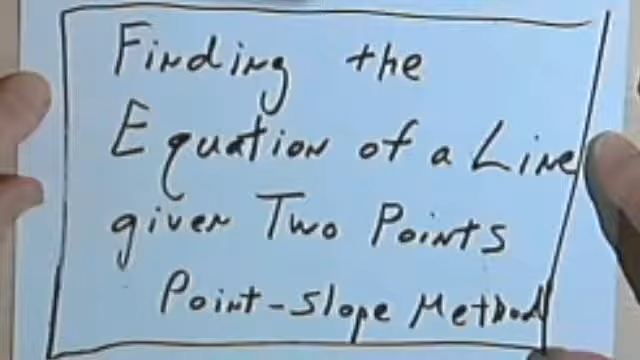 Finding the
Equation of a Line
given Two Points
Point-Slope Method